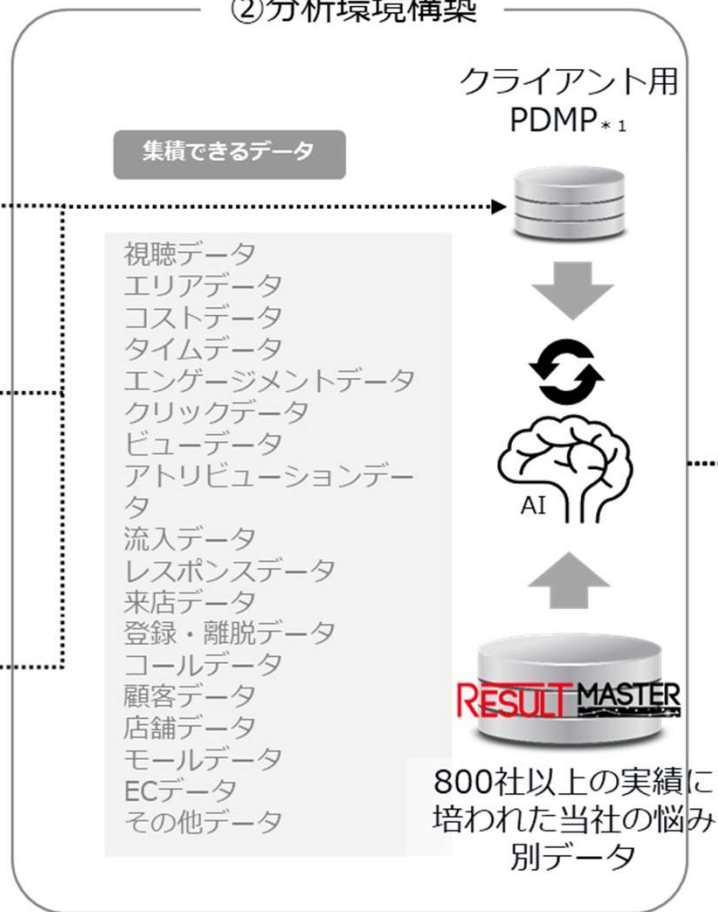 ②分析環境構築
クライアント用
PDMP＊1
集積できるデータ
視聴データ
エリアデータ
コストデータ
タイムデータ
エンゲージメントデータ
クリックデータ
ビューデータ
アトリビューションデー
タ
流入データ
レスポンスデータ
来店データ
登録・離脱データ
コールデータ
顧客データ
店舗データ
モールデータ
ECデータ
その他データ
AI
RESULT MASTER
800社以上の実績に
培われた当社の悩み
別データ